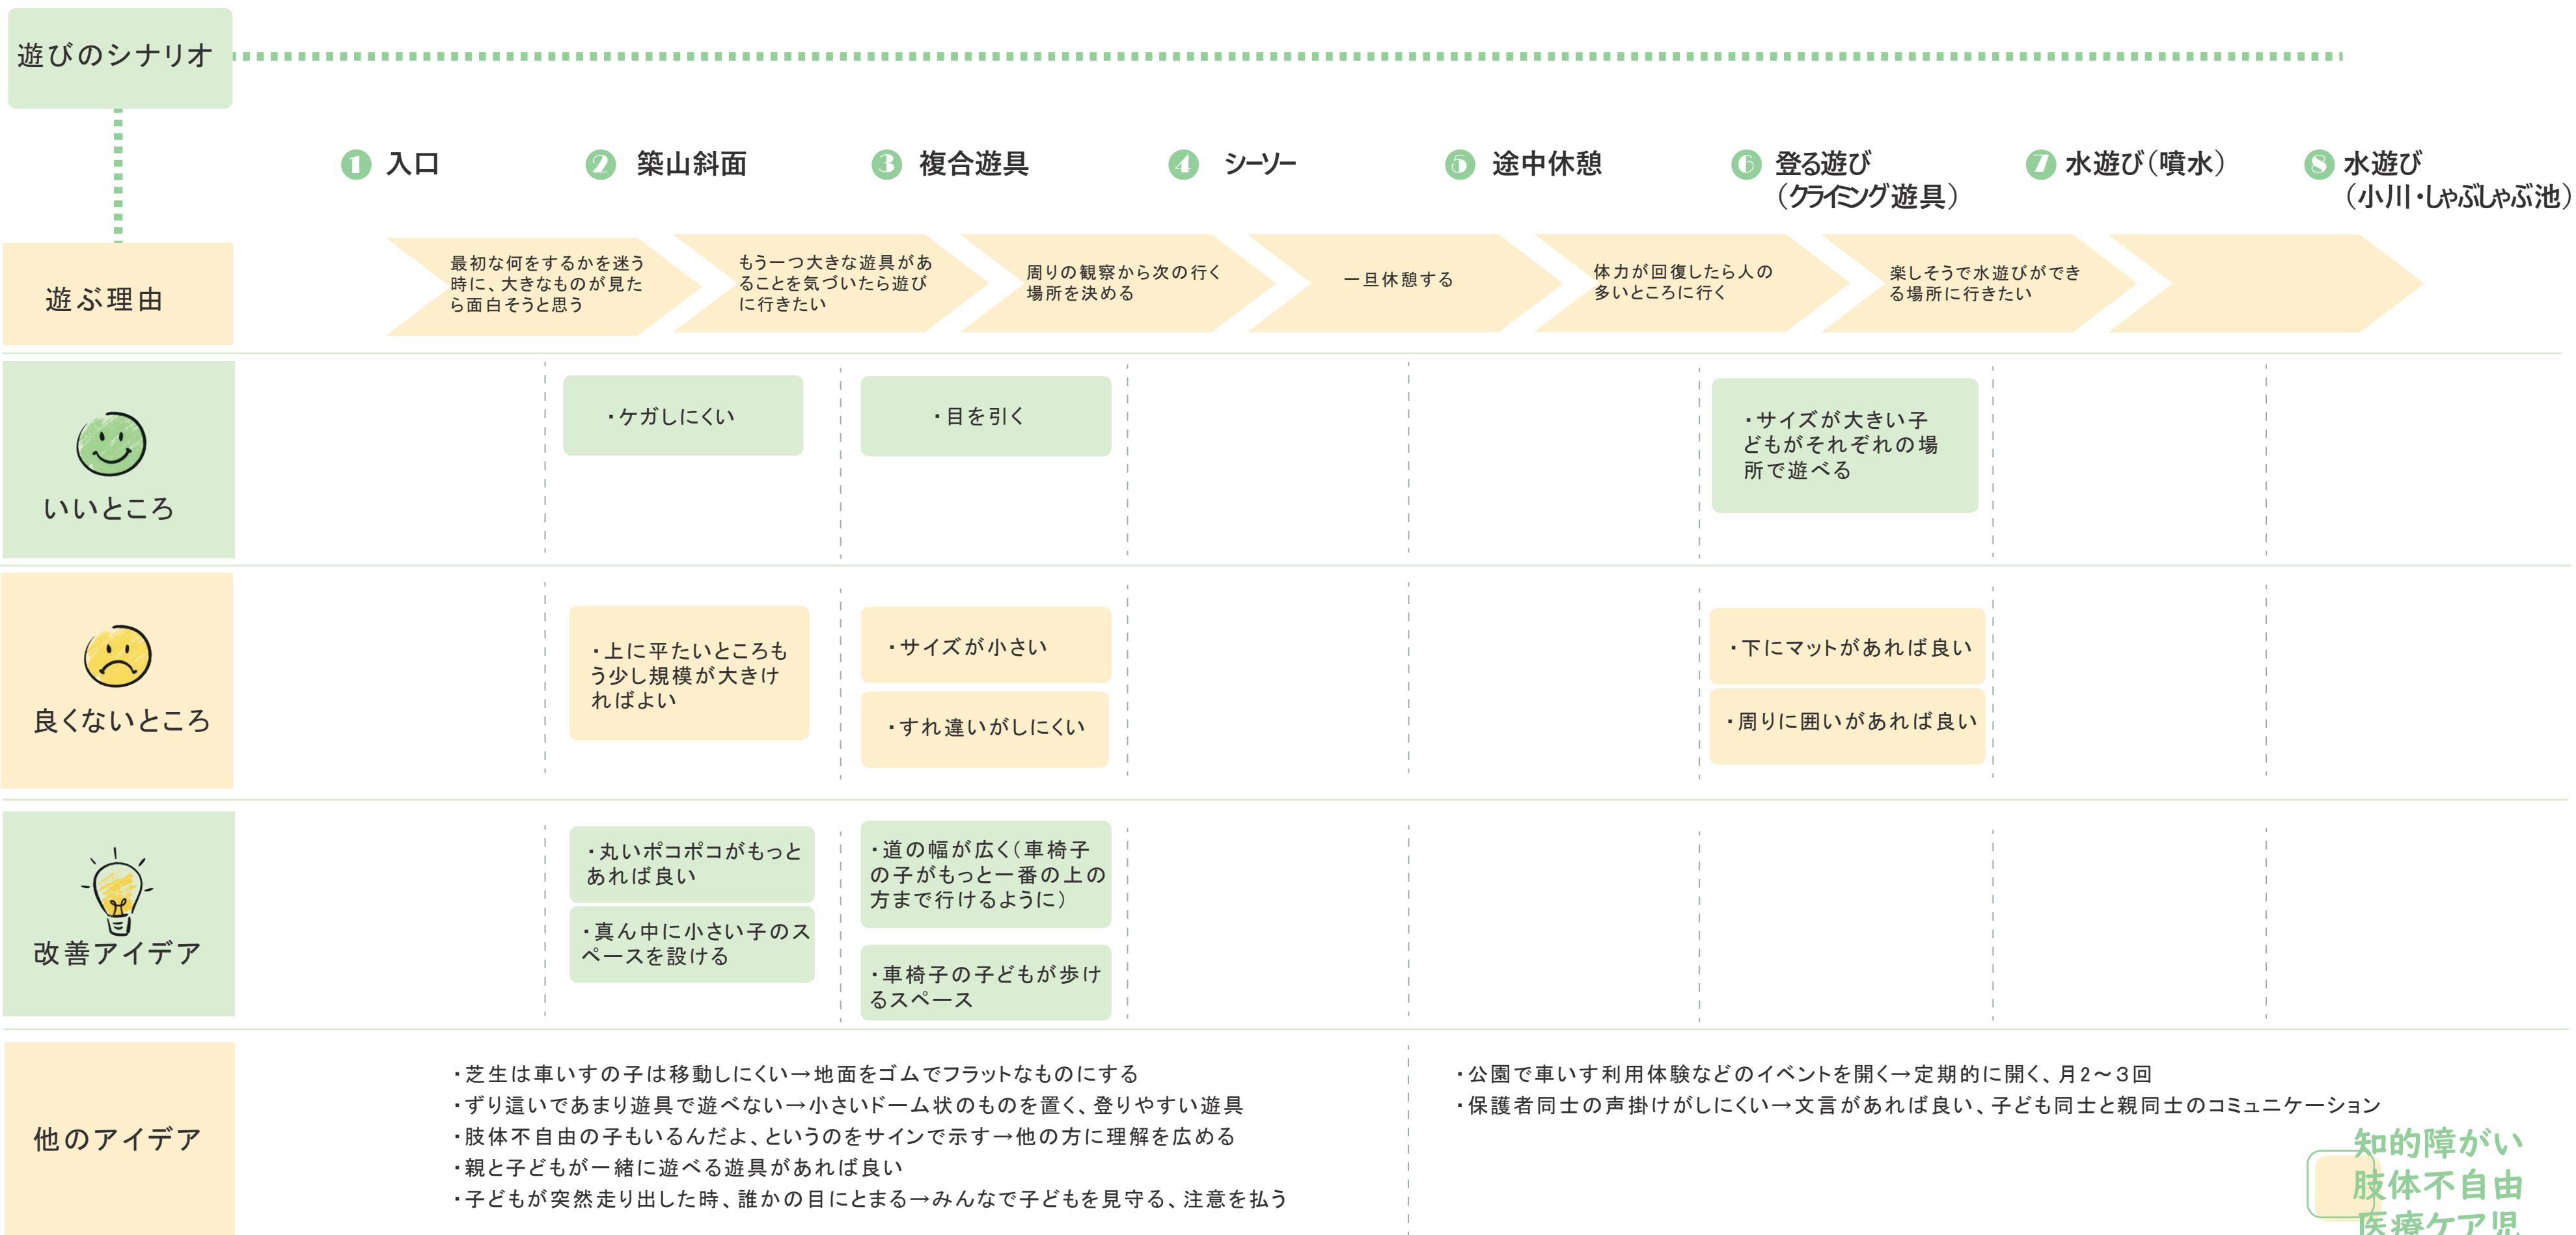 遊びのシナリオ
1 入口
2 築山斜面
3 複合遊具
4 シーソー
5 途中休憩
6 登る遊び
（クライミング遊具）
7 水遊び（噴水）
8 水遊び
（小川・しゃぶしゃぶ池）
遊ぶ理由
最初な何をするかを迷う
時に、大きなものが見た
ら面白そうと思う
もう一つ大きな遊具があ
ることを気づいたら遊び
に行きたい
周りの観察から次の行く
場所を決める
一旦休憩する
体力が回復したら人の
多いところに行く
楽しそうで水遊びができ
る場所に行きたい
いいところ
・ケガしにくい
・目を引く
・サイズが大きい子
どもがそれぞれの場
所で遊べる
良くないところ
・上に平たいところも
う少し規模が大きけ
ればよい
・サイズが小さい
・すれ違いがしにくい
・下にマットがあれば良い
・周りに囲いがあれば良い
改善アイデア
・丸いポコポコがもっと
あれば良い
・真ん中に小さい子のス
ペースを設ける
・道の幅が広く（車椅子
の子がもっと一番の上の
方まで行けるように）
・車椅子の子どもが歩け
るスペース
他のアイデア
・芝生は車いすの子は移動しにくい→地面をゴムでフラットなものにする
・ずり這いであまり遊具で遊べない→小さいドーム状のものを置く、登りやすい遊具
・肢体不自由の子もいるんだよ、というのをサインで示す→他の方に理解を広める
・親と子どもが一緒に遊べる遊具があれば良い
・子どもが突然走り出した時、誰かの目にとまる→みんなで子どもを見守る、注意を払う
・公園で車いす利用体験などのイベントを開く→定期的に開く、月2～3回
・保護者同士の声掛けがしにくい→文言があれば良い、子ども同士と親同士のコミュニケーション
知的障がい
肢体不自由
医療ケア児